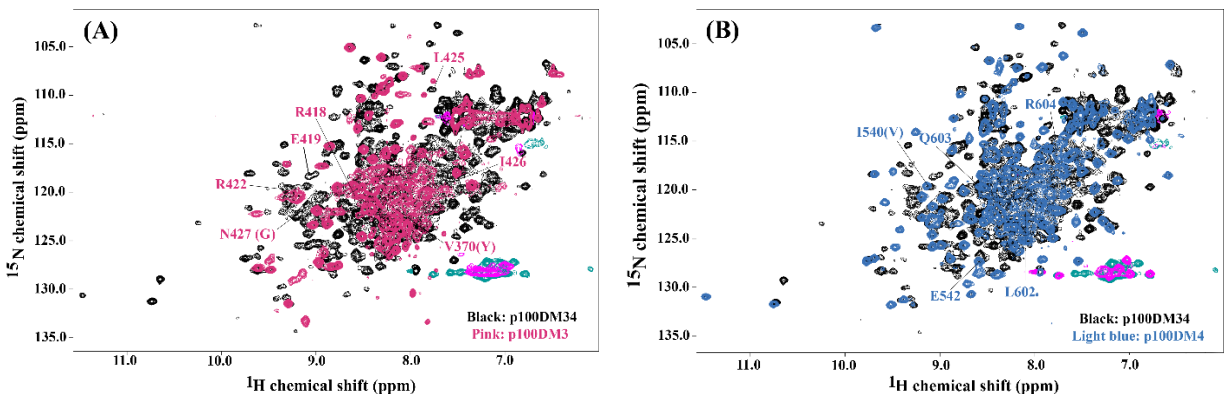 (A)
105.0
110.0
115.0
120.0
125.0
130.0
135.0
15N chemical shift (ppm)
L425
R418
E419
R422
I426
N427 (G)
V370(Y)
Black: p100DM34
Pink: p100DM3
11.0 10.0 9.0 8.0 7.0
1H chemical shift (ppm)
(B)
105.0
110.0
115.0
120.0
125.0
130.0
135.0
15N chemical shift (ppm)
R604
I540(V)
Q603
E542
L602
Black: p100DM34
Light blue: p100DM4
11.0 10.0 9.0 8.0 7.0
1H chemical shift (ppm)